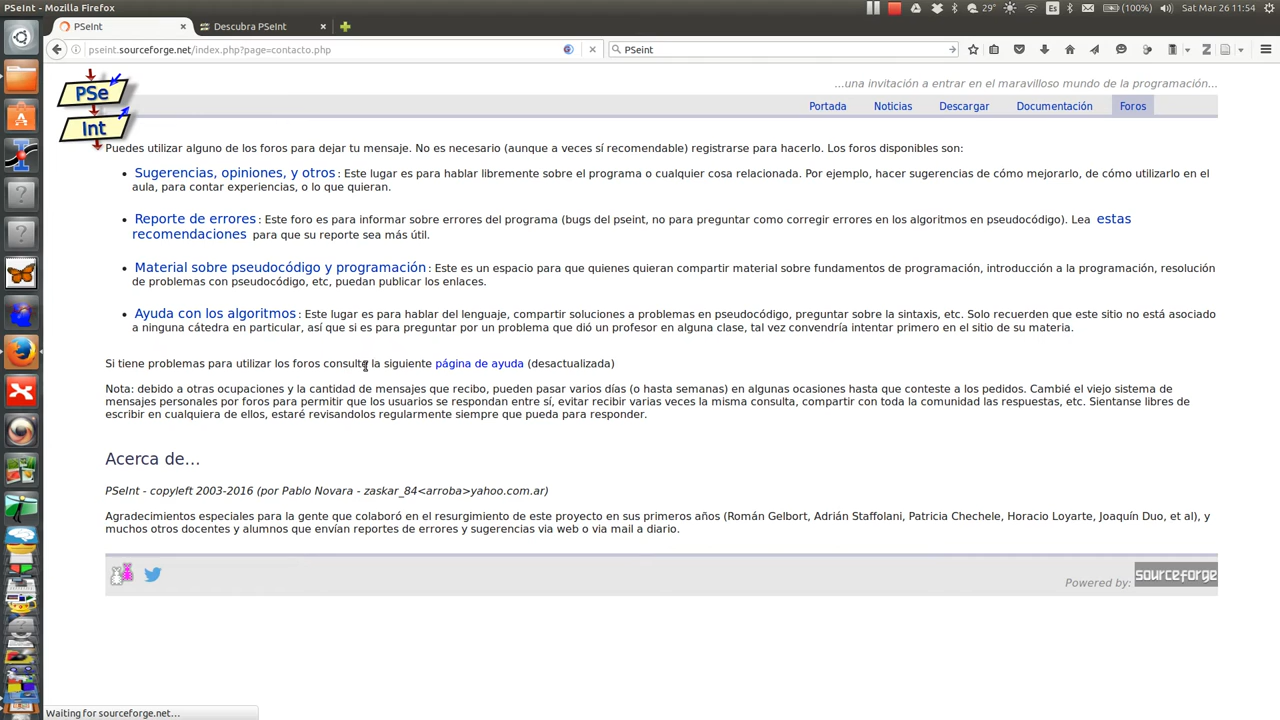 PSeInt - Mozilla Firefox
29° Es (100%) Sat Mar 26 11:54
PSeInt
Descubra PSeInt
pseint.sourceforge.net/index.php?page=contacto.php
PSeint
PSe
Int
...una invitación a entrar en el maravilloso mundo de la programación...
Portada Noticias Descargar Documentación Foros
Puedes utilizar alguno de los foros para dejar tu mensaje. No es necesario (aunque a veces sí recomendable) registrarse para hacerlo. Los foros disponibles son:
• Sugerencias, opiniones, y otros : Este lugar es para hablar libremente sobre el programa o cualquier cosa relacionada. Por ejemplo, hacer sugerencias de cómo mejorarlo, de cómo utilizarlo en el
aula, para contar experiencias, o lo que quieran.
• Reporte de errores : Este foro es para informar sobre errores del programa (bugs del pseint, no para preguntar como corregir errores en los algoritmos en pseudocódigo). Lea estas
recomendaciones para que su reporte sea más útil.
• Material sobre pseudocódigo y programación : Este es un espacio para que quienes quieran compartir material sobre fundamentos de programación, introducción a la programación, resolución
de problemas con pseudocódigo, etc, puedan publicar los enlaces.
• Ayuda con los algoritmos : Este lugar es para hablar del lenguaje, compartir soluciones a problemas en pseudocódigo, preguntar sobre la sintaxis, etc. Solo recuerden que este sitio no está asociado
a ninguna cátedra en particular, así que si es para preguntar por un problema que dió un profesor en alguna clase, tal vez convendría intentar primero en el sitio de su materia.
Si tiene problemas para utilizar los foros consulte la siguiente página de ayuda (desactualizada)
Nota: debido a otras ocupaciones y la cantidad de mensajes que recibo, pueden pasar varios días (o hasta semanas) en algunas ocasiones hasta que conteste a los pedidos. Cambié el viejo sistema de
mensajes personales por foros para permitir que los usuarios se respondan entre sí, evitar recibir varias veces la misma consulta, compartir con toda la comunidad las respuestas, etc. Sientanse libres de
escribir en cualquiera de ellos, estaré revisandolos regularmente siempre que pueda para responder.
Acerca de...
PSeInt - copyleft 2003-2016 (por Pablo Novara - zaskar_84<arroba>yahoo.com.ar)
Agradecimientos especiales para la gente que colaboró en el resurgimiento de este proyecto en sus primeros años (Román Gelbort, Adrián Staffolani, Patricia Chechele, Horacio Loyarte, Joaquín Duo, et al), y
muchos otros docentes y alumnos que envían reportes de errores y sugerencias via web o via mail a diario.
Powered by: sourceforge
Waiting for sourceforge.net...